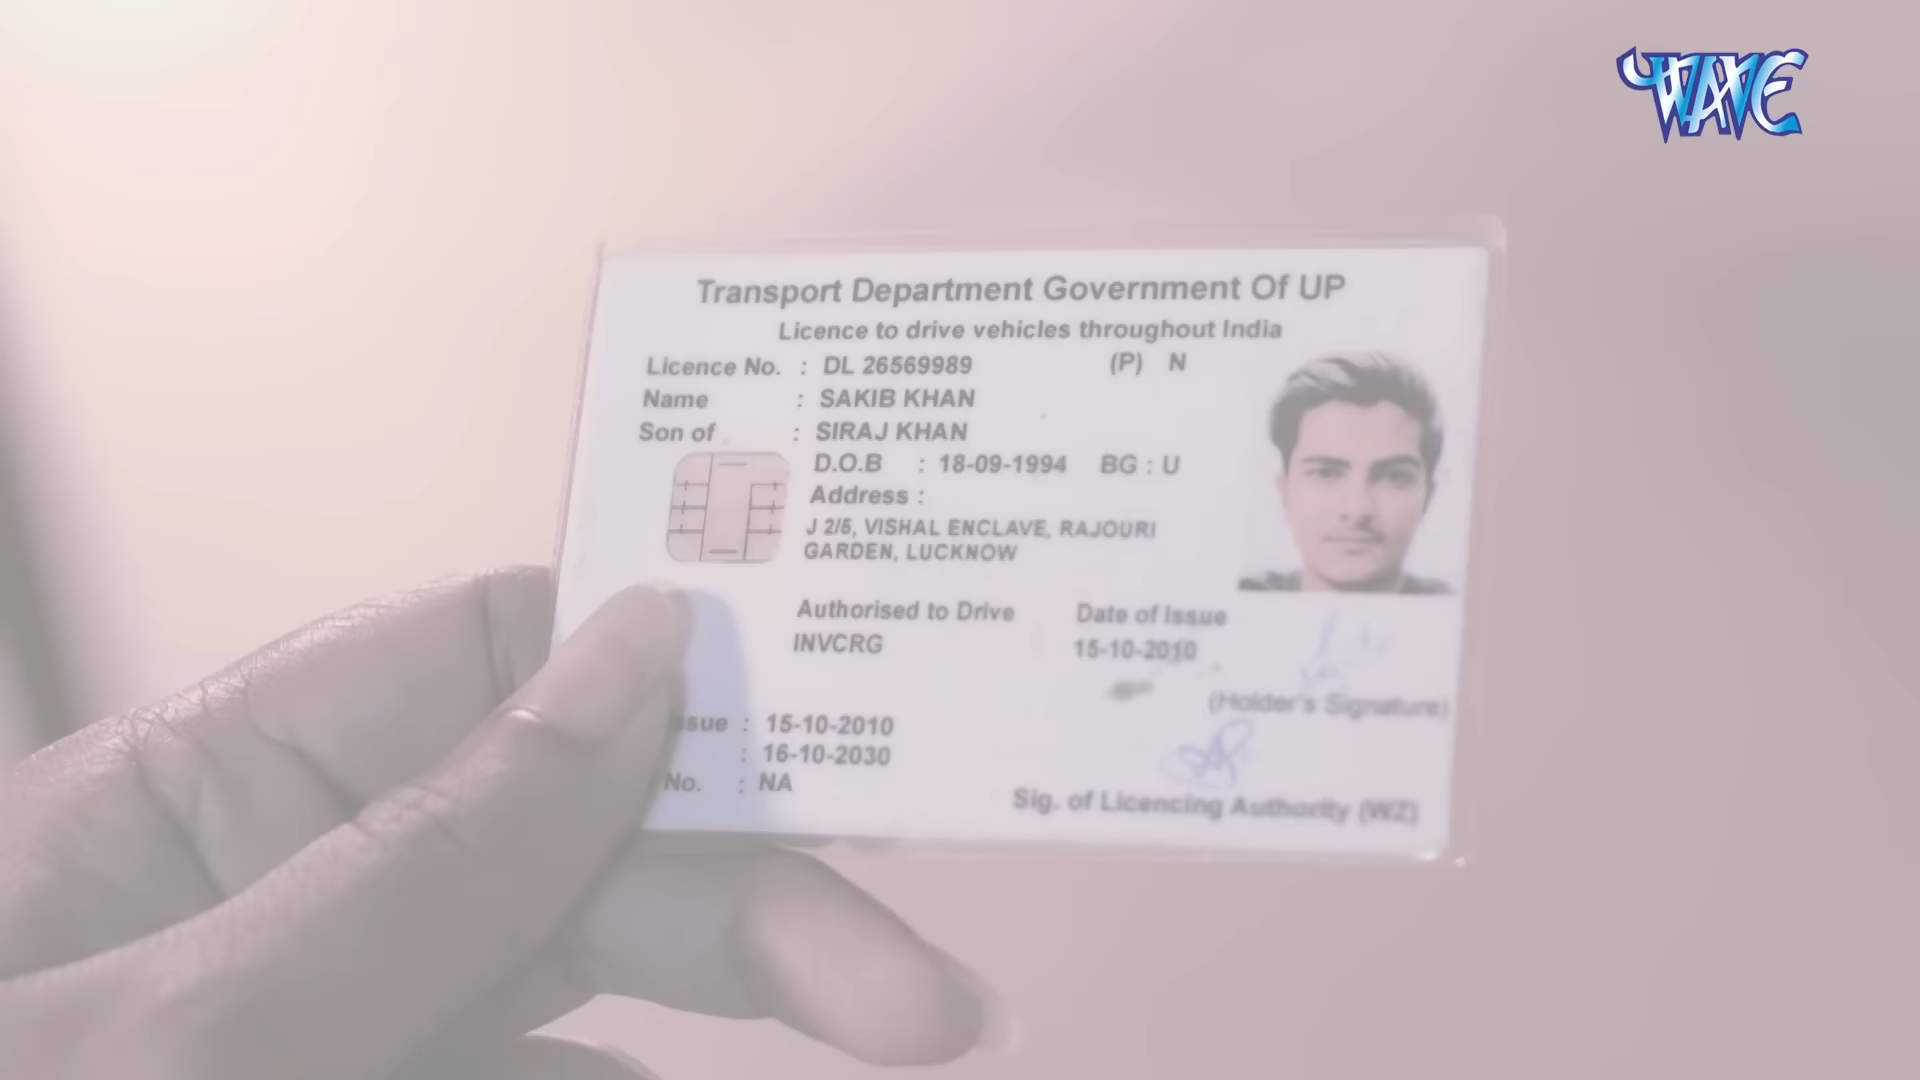 WAVE
Transport Department Government Of UP
Licence to drive vehicles throughout India
Licence No. : DL 26569989 (P) N
Name : SAKIB KHAN
Son of : SIRAJ KHAN
D.O.B : 18-09-1994 BG : U
Address :
J 2/5, VISHAL ENCLAVE, RAJOURI
GARDEN, LUCKNOW
Authorised to Drive Date of Issue
INVCRG 15-10-2010
(Holder's Signature)
ssue : 15-10-2010
: 16-10-2030
No. : NA
Sig. of Licencing Authority (WZ)